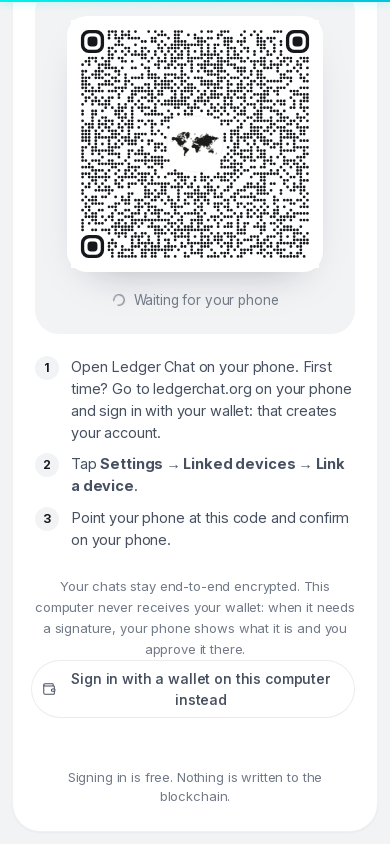 Waiting for your phone
1 Open Ledger Chat on your phone. First
time? Go to ledgerchat.org on your phone
and sign in with your wallet: that creates
your account.
2 Tap Settings → Linked devices → Link
a device.
3 Point your phone at this code and confirm
on your phone.
Your chats stay end-to-end encrypted. This
computer never receives your wallet: when it needs
a signature, your phone shows what it is and you
approve it there.
Sign in with a wallet on this computer
instead
Signing in is free. Nothing is written to the
blockchain.